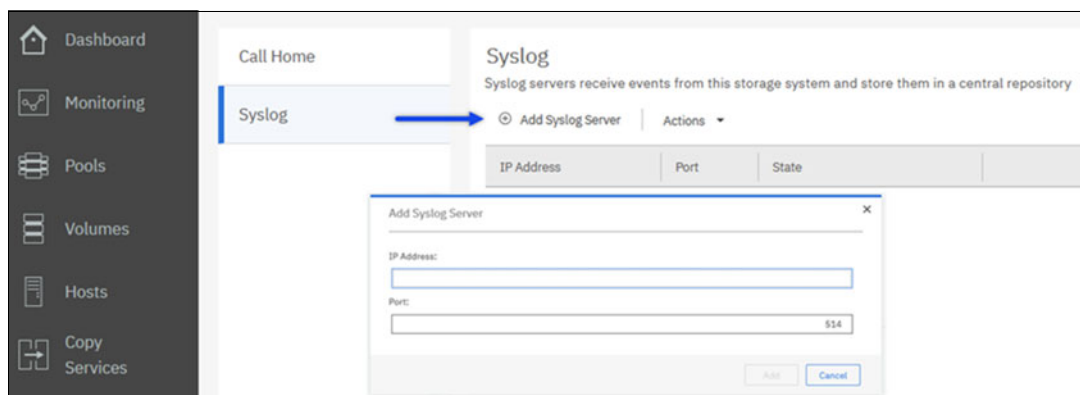 Dashboard
Monitoring
Pools
Volumes
Hosts
Copy
Services
Call Home
Syslog
Syslog
Syslog servers receive events from this storage system and store them in a central repository
Add Syslog Server
Actions
IP Address
Port
State
Add Syslog Server
IP Address:
Port:
514
Add
Cancel